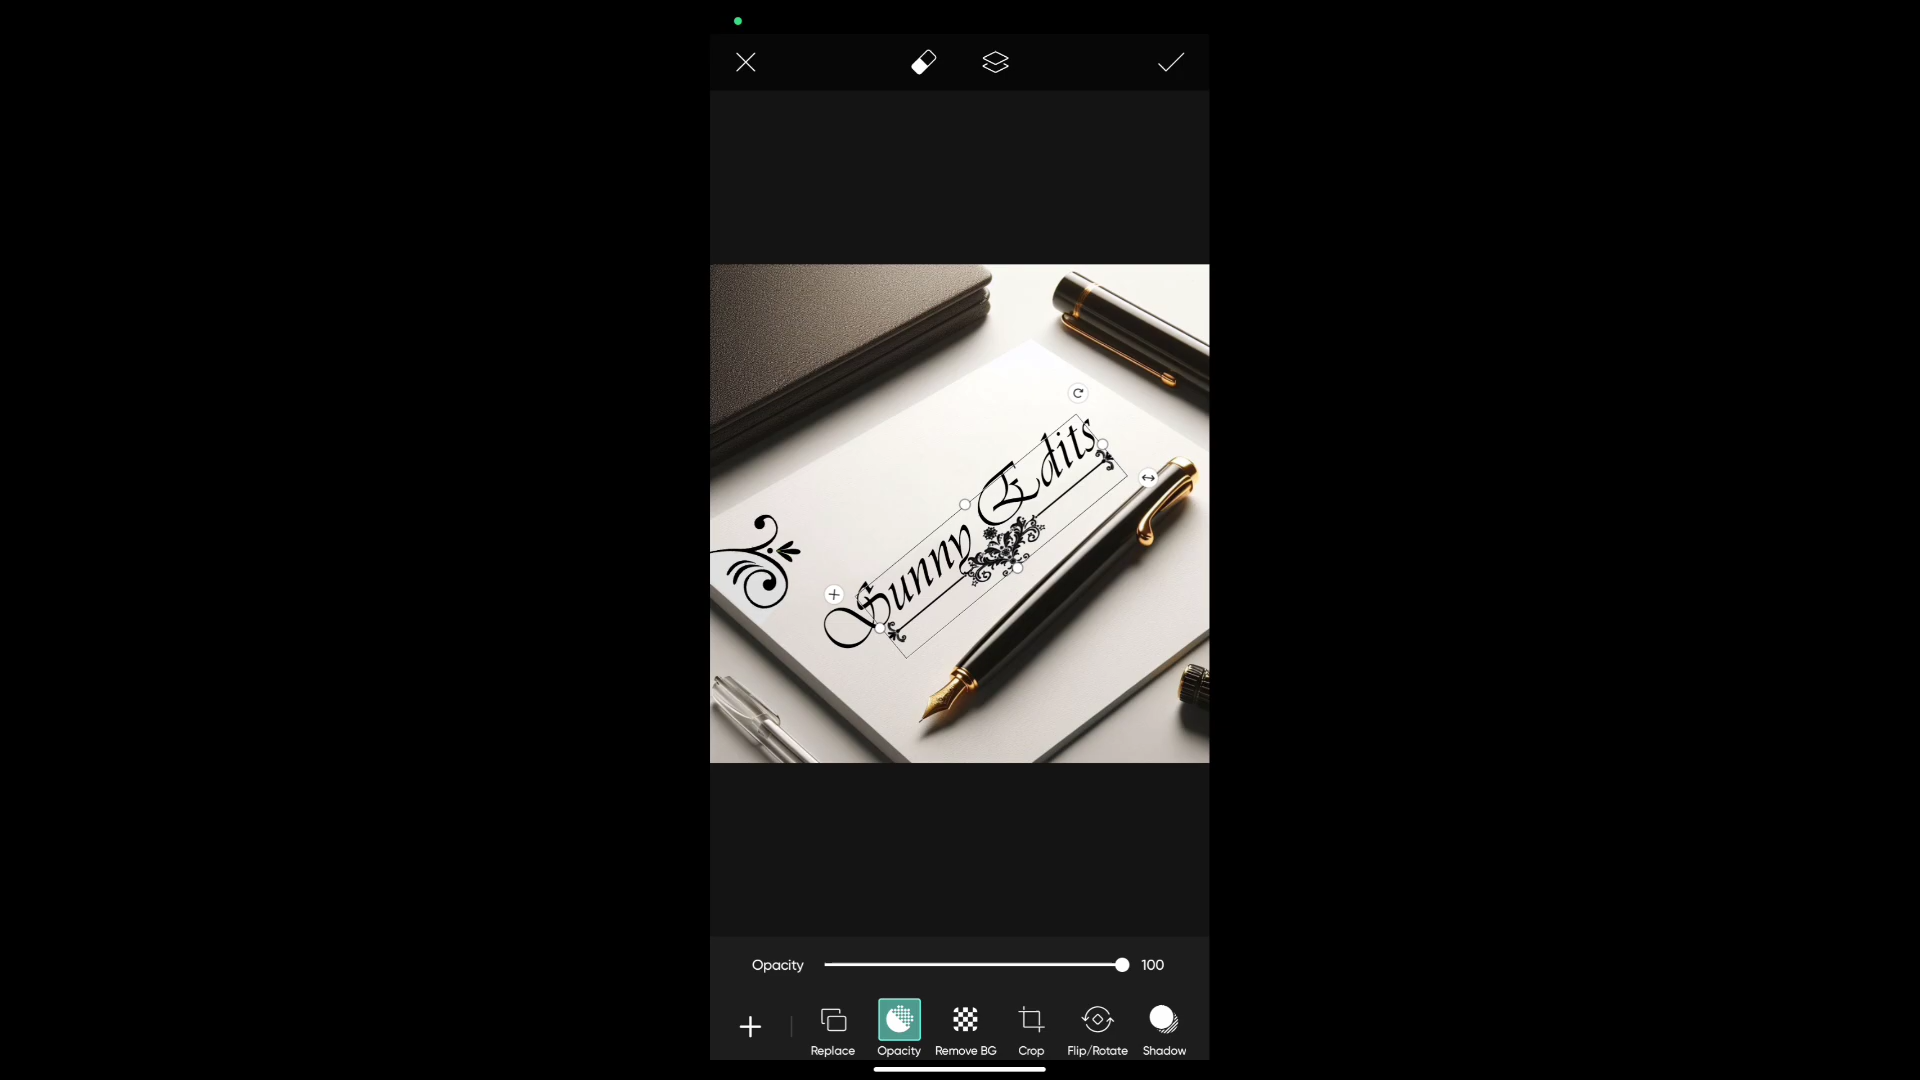 Sunny Edits
Opacity 100
Replace Opacity Remove BG Crop Flip/Rotate Shadow